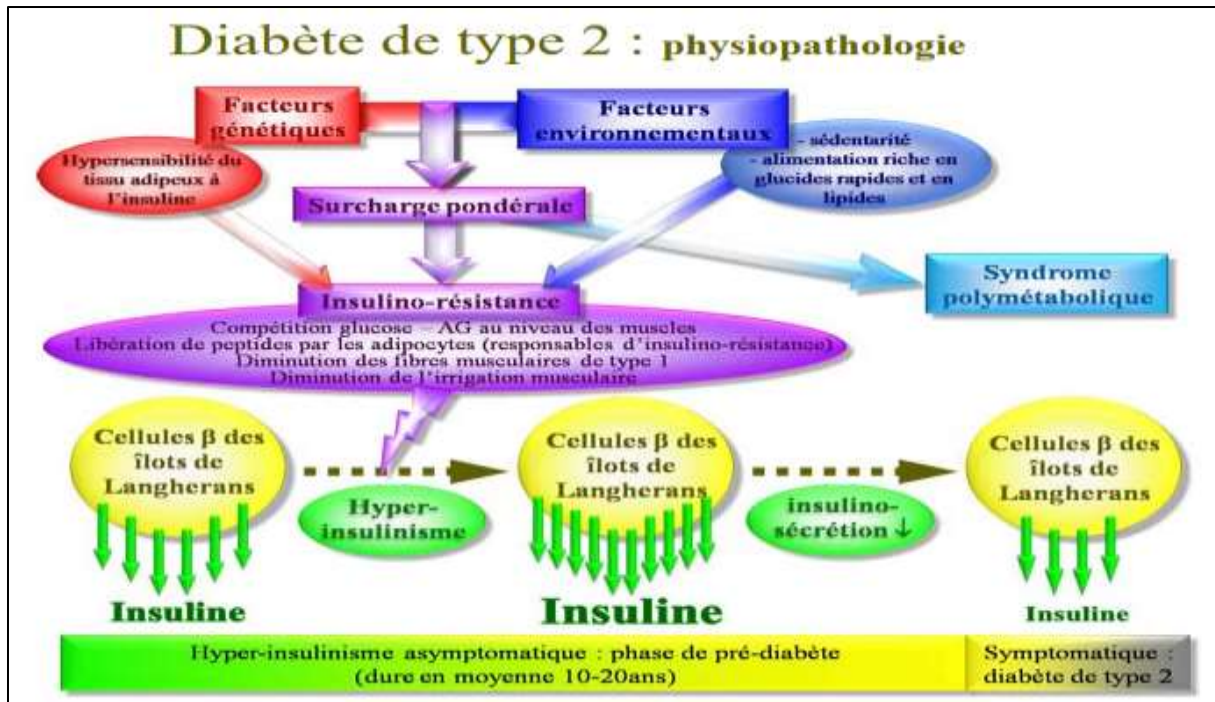 Diabète de type 2 : physiopathologie
Facteurs
génétiques
Facteurs
environnementaux
Hypersensibilité du
tissu adipeux à
l'insuline
- sédentarité
- alimentation riche en
glucides rapides et en
lipides
Surcharge pondérale
Syndrome
polymétabolique
Insulino-résistance
Compétition glucose – AG au niveau des muscles
Libération de peptides par les adipocytes (responsables d'insulino-résistance)
Diminution des fibres musculaires de type 1
Diminution de l'irrigation musculaire
Cellules β des
îlots de
Langherans
Hyper-
insulinisme
Cellules β des
îlots de
Langherans
insulino-
sécrétion ↓
Cellules β des
îlots de
Langherans
Insuline
Insuline
Insuline
Hyper-insulinisme asymptomatique : phase de pré-diabète
(dure en moyenne 10-20ans)
Symptomatique :
diabète de type 2